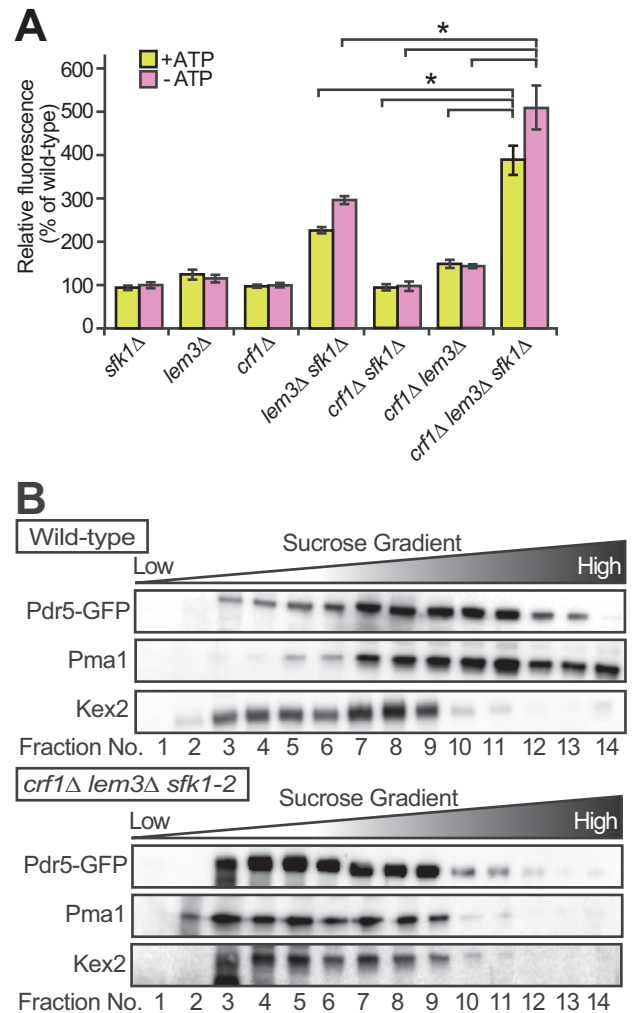 A
+ATP
-ATP
Relative fluorescence
(% of wild-type)
600
500
400
300
200
100
0
*
*
sfk1Δ
lem3Δ
crf1Δ
lem3Δ sfk1Δ
crf1Δ sfk1Δ
crf1Δ lem3Δ
crf1Δ lem3Δ sfk1Δ
B
Wild-type
Sucrose Gradient
Low
High
Pdr5-GFP
Pma1
Kex2
Fraction No. 1 2 3 4 5 6 7 8 9 10 11 12 13 14
crf1Δ lem3Δ sfk1-2
Sucrose Gradient
Low
High
Pdr5-GFP
Pma1
Kex2
Fraction No. 1 2 3 4 5 6 7 8 9 10 11 12 13 14